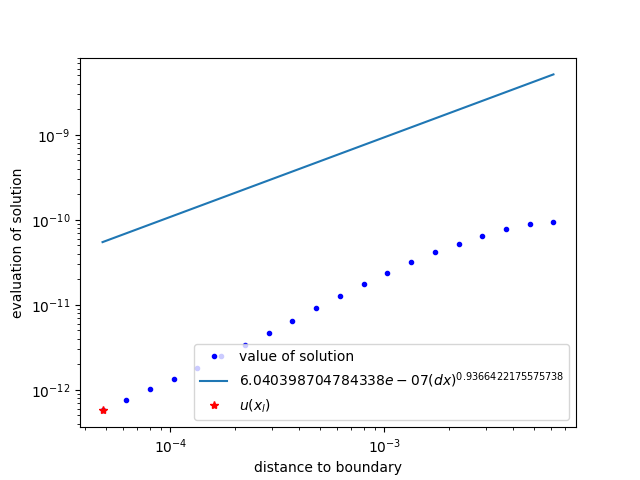 10⁻⁹
10⁻¹⁰
10⁻¹¹
10⁻¹²
evaluation of solution
value of solution
6.040398704784338e − 07(dx)^0.9366422175575738
u(x_l)
10⁻⁴
10⁻³
distance to boundary